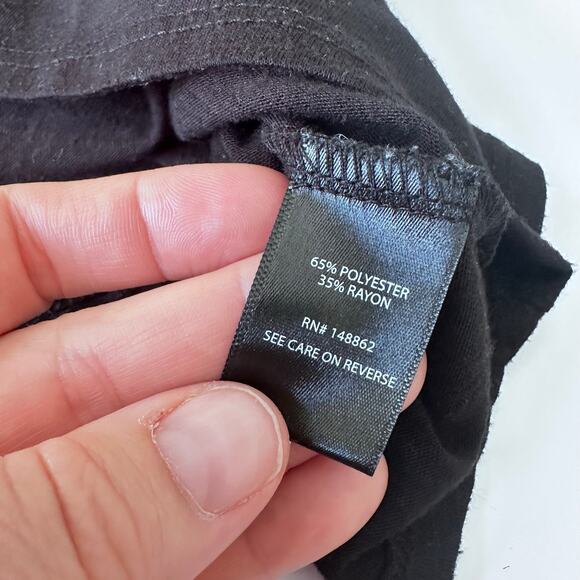 65% POLYESTER
35% RAYON
RN# 148862
SEE CARE ON REVERSE